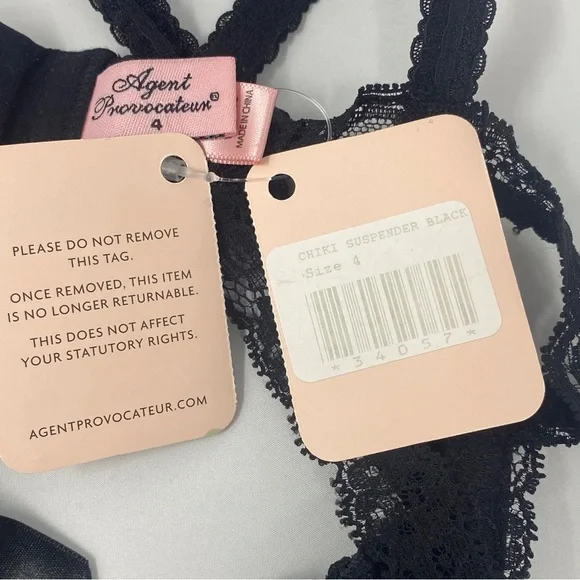 Agent
Provocateur®
4
MADE IN CHINA
PLEASE DO NOT REMOVE
THIS TAG.
ONCE REMOVED, THIS ITEM
IS NO LONGER RETURNABLE.
THIS DOES NOT AFFECT
YOUR STATUTORY RIGHTS.
AGENTPROVOCATEUR.COM
CHIKI SUSPENDER BLACK
Size 4
*34057*